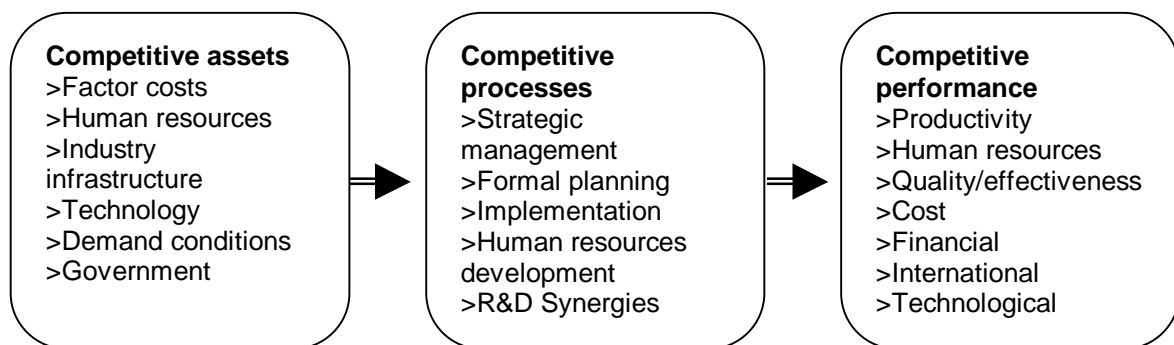 Competitive assets
>Factor costs
>Human resources
>Industry
infrastructure
>Technology
>Demand conditions
>Government
Competitive
processes
>Strategic
management
>Formal planning
>Implementation
>Human resources
development
>R&D Synergies
Competitive
performance
>Productivity
>Human resources
>Quality/effectiveness
>Cost
>Financial
>International
>Technological